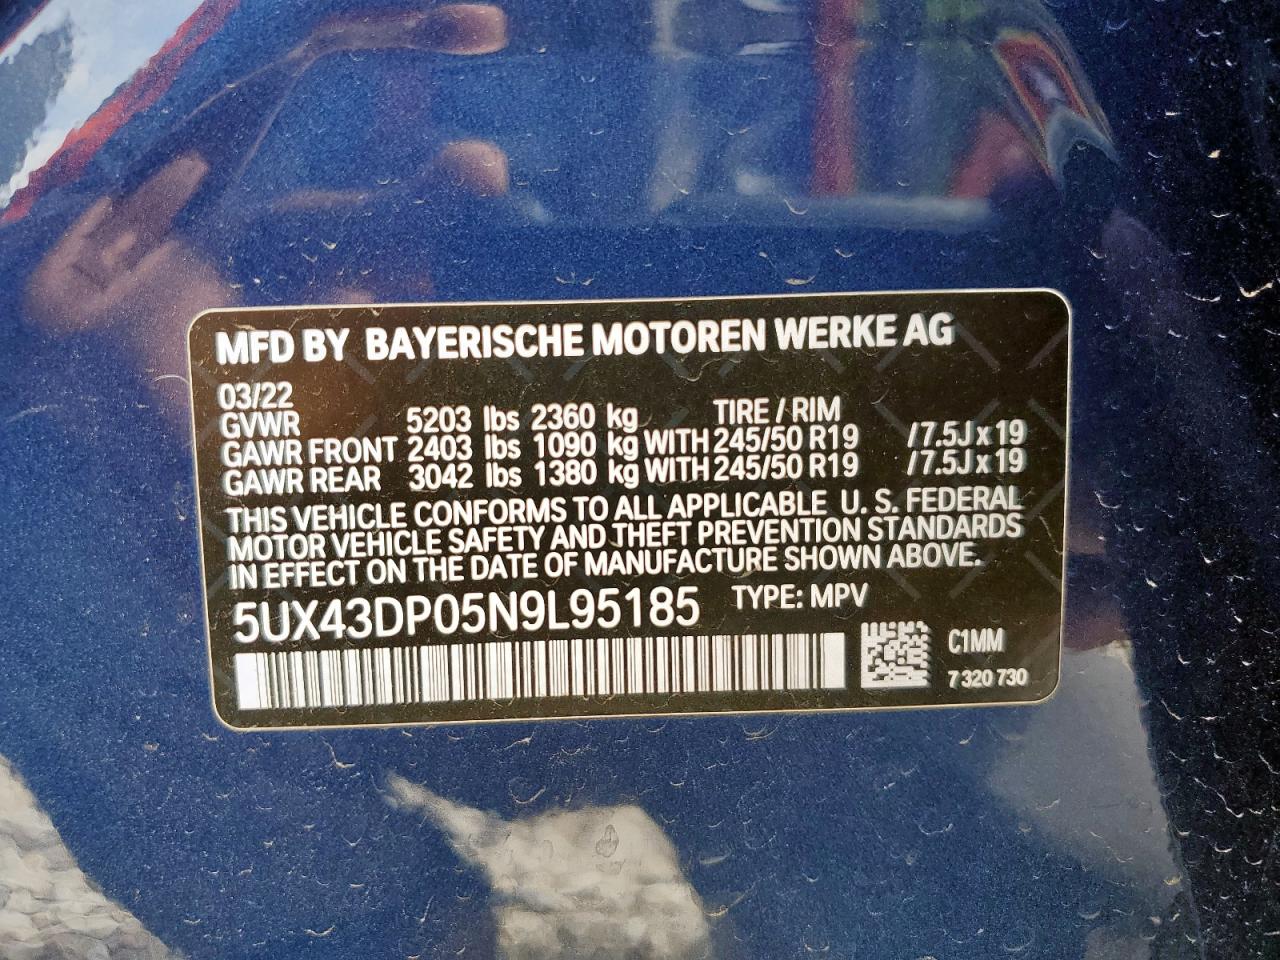 MFD BY BAYERISCHE MOTOREN WERKE AG
03/22
GVWR 5203 lbs 2360 kg TIRE / RIM
GAWR FRONT 2403 lbs 1090 kg WITH 245/50 R19 /7.5J x 19
GAWR REAR 3042 lbs 1380 kg WITH 245/50 R19 /7.5J x 19
THIS VEHICLE CONFORMS TO ALL APPLICABLE U. S. FEDERAL
MOTOR VEHICLE SAFETY AND THEFT PREVENTION STANDARDS
IN EFFECT ON THE DATE OF MANUFACTURE SHOWN ABOVE.
5UX43DP05N9L95185 TYPE: MPV
C1MM
7 320 730